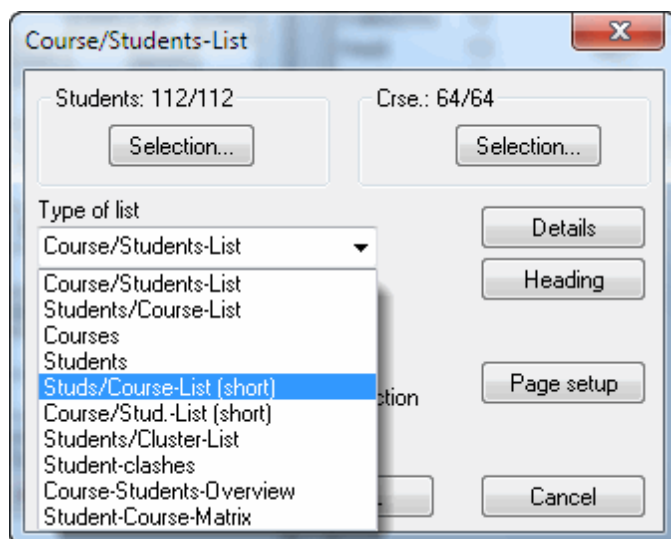 Course/Students-List
Students: 112/112
Crse.: 64/64
Selection...
Selection...
Type of list
Course/Students-List
Details
Heading
Course/Students-List
Students/Course-List
Courses
Students
Studs/Course-List (short)
Course/Stud.-List (short)
Students/Cluster-List
Student-clashes
Course-Students-Overview
Student-Course-Matrix
Page setup
Cancel